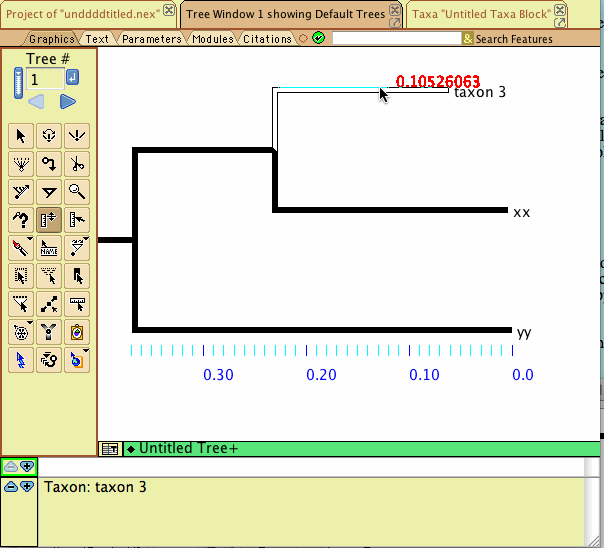 Project of "unddddtitled.nex" Tree Window 1 showing Default Trees Taxa "Untitled Taxa Block"
Graphics Text Parameters Modules Citations & Search Features
Tree #
1
0.10526063
taxon 3
xx
NAME
yy
0.30 0.20 0.10 0.0
Untitled Tree+
Taxon: taxon 3